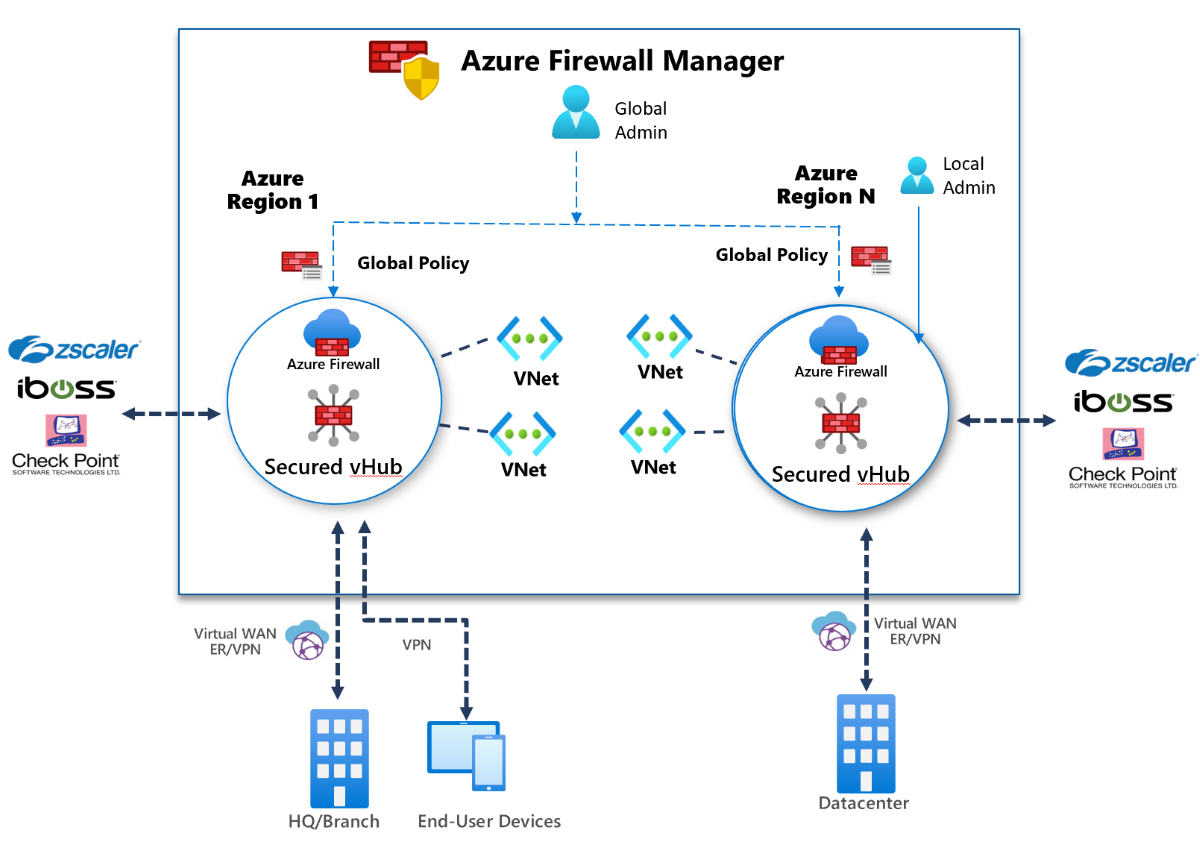 Azure Firewall Manager
Global
Admin
Azure
Region 1
Azure
Region N
Local
Admin
Global Policy
Global Policy
Azure Firewall
Secured vHub
VNet
VNet
VNet
VNet
Azure Firewall
Secured vHub
zscaler
iboss
Check Point
SOFTWARE TECHNOLOGIES LTD.
zscaler
iboss
Check Point
SOFTWARE TECHNOLOGIES LTD.
Virtual WAN
ER/VPN
VPN
Virtual WAN
ER/VPN
HQ/Branch
End-User Devices
Datacenter